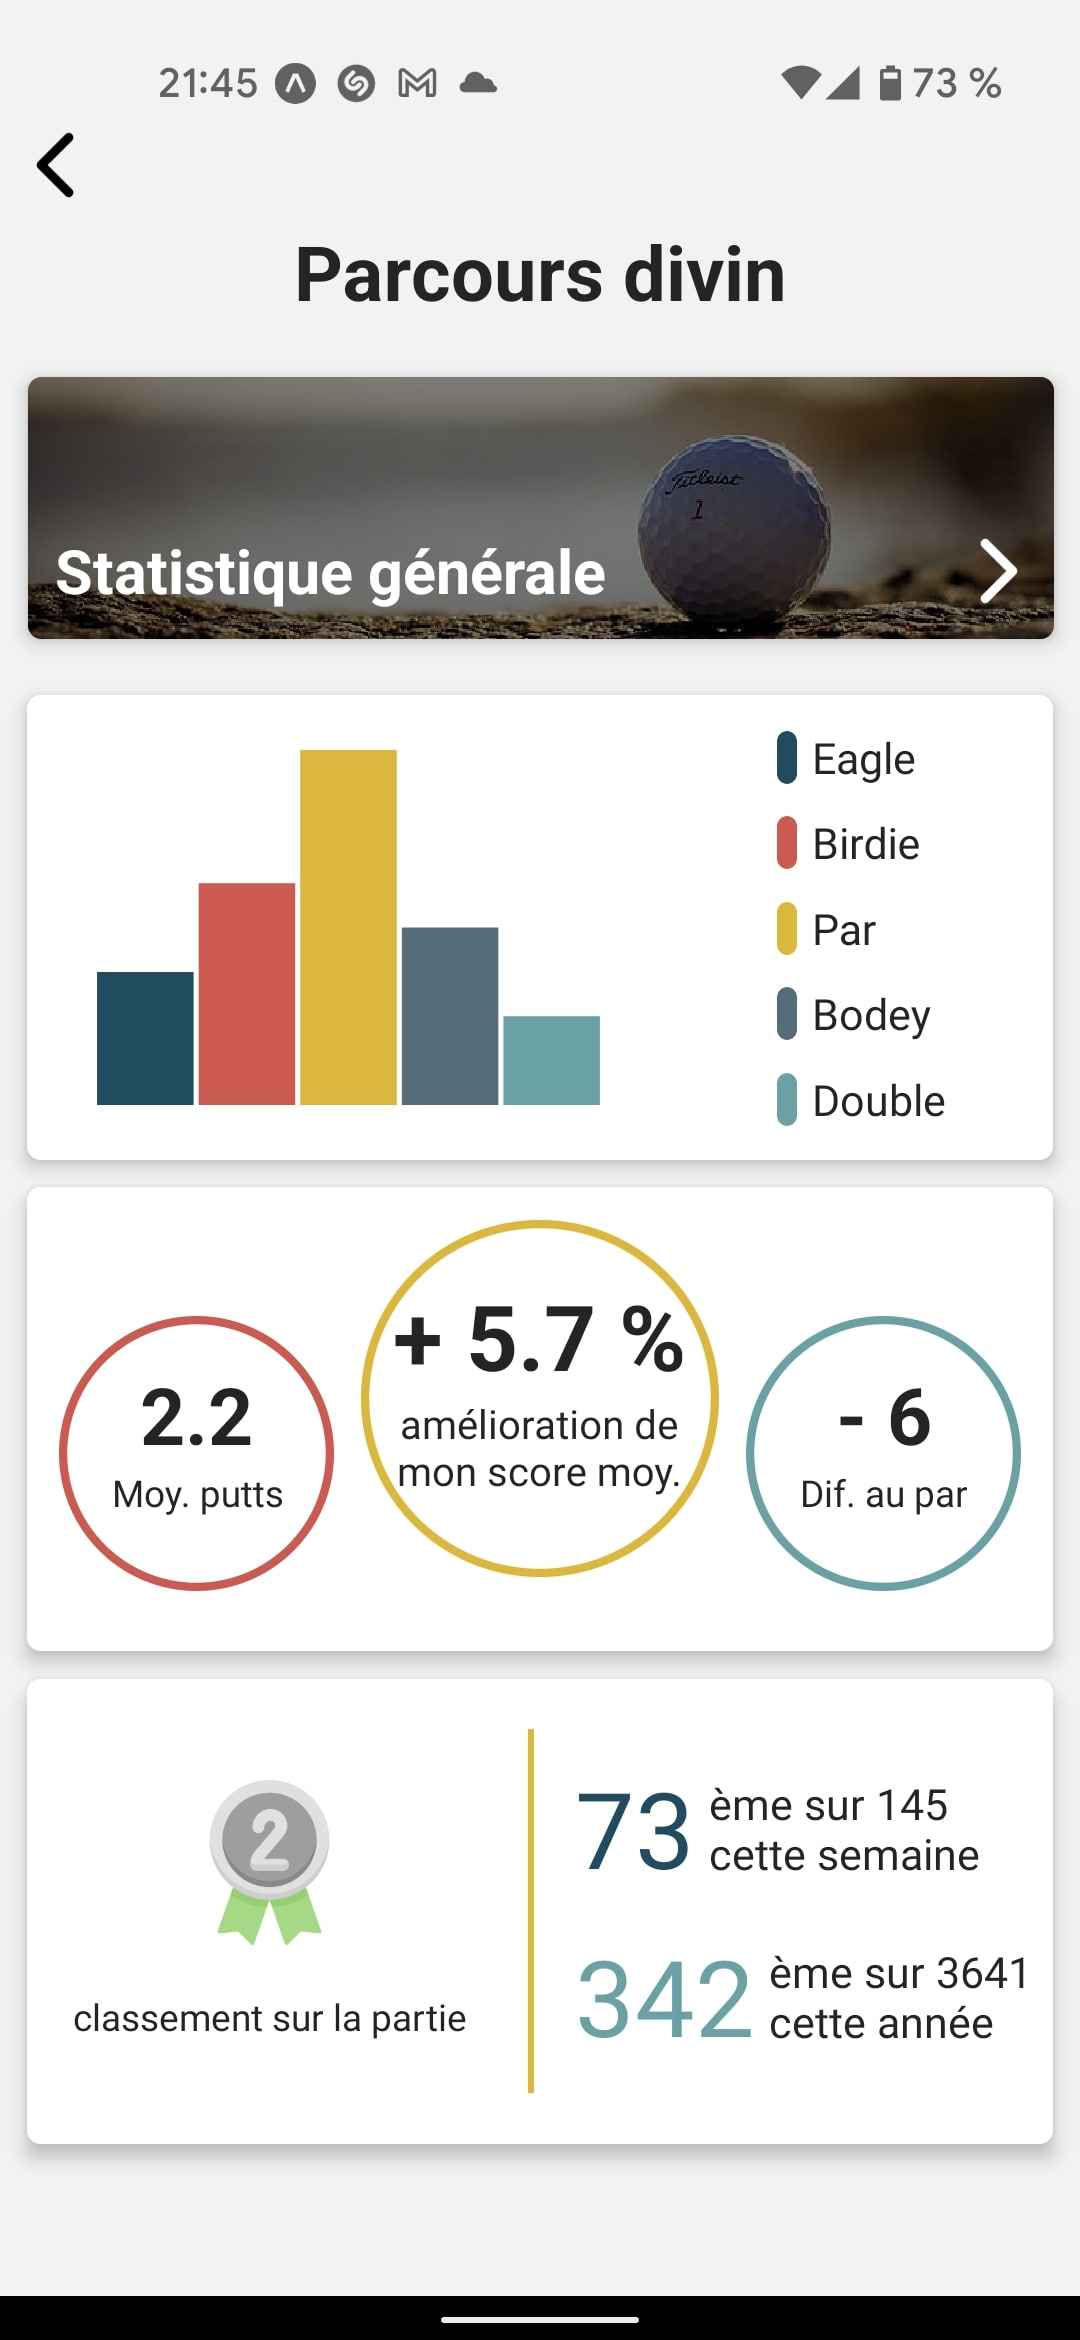 21:45
73 %
Parcours divin
Titleist
1
Statistique générale
Eagle
Birdie
Par
Bodey
Double
+ 5.7 %
amélioration de
mon score moy.
2.2
Moy. putts
- 6
Dif. au par
2
classement sur la partie
73 ème sur 145
cette semaine
342 ème sur 3641
cette année